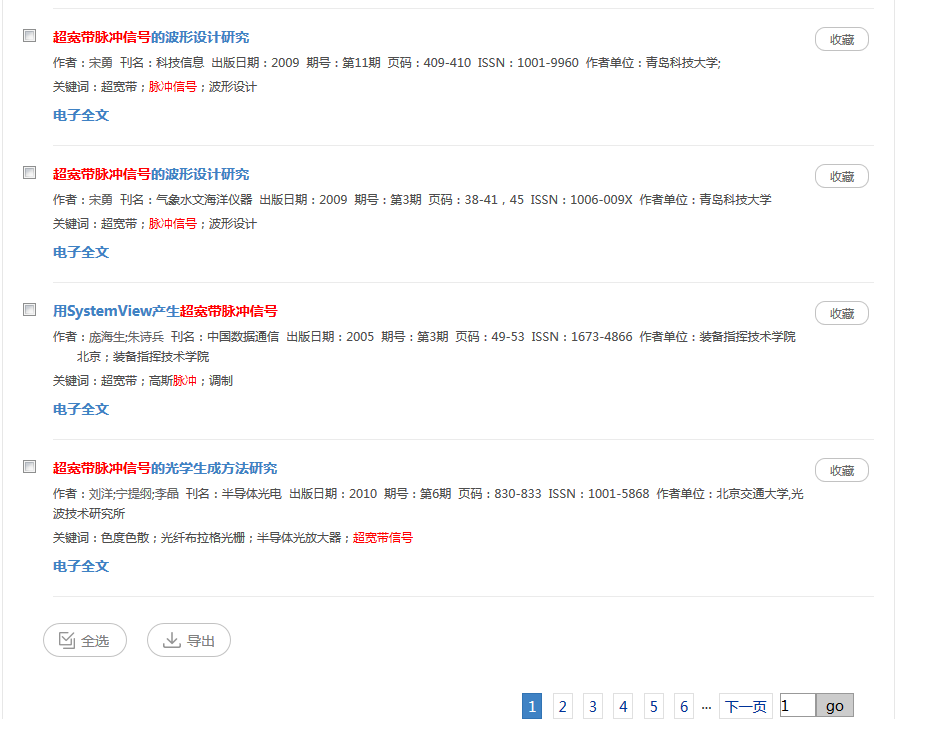 超宽带脉冲信号的波形设计研究
收藏
作者：宋勇 刊名：科技信息 出版日期：2009 期号：第11期 页码：409-410 ISSN：1001-9960 作者单位：青岛科技大学;
关键词：超宽带；脉冲信号；波形设计
电子全文
超宽带脉冲信号的波形设计研究
收藏
作者：宋勇 刊名：气象水文海洋仪器 出版日期：2009 期号：第3期 页码：38-41，45 ISSN：1006-009X 作者单位：青岛科技大学
关键词：超宽带；脉冲信号；波形设计
电子全文
用SystemView产生超宽带脉冲信号
收藏
作者：庞海生;朱诗兵 刊名：中国数据通信 出版日期：2005 期号：第3期 页码：49-53 ISSN：1673-4866 作者单位：装备指挥技术学院
北京；装备指挥技术学院
关键词：超宽带；高斯脉冲；调制
电子全文
超宽带脉冲信号的光学生成方法研究
收藏
作者：刘洋;宁提纲;李晶 刊名：半导体光电 出版日期：2010 期号：第6期 页码：830-833 ISSN：1001-5868 作者单位：北京交通大学,光
波技术研究所
关键词：色度色散；光纤布拉格光栅；半导体光放大器；超宽带信号
电子全文
全选 导出
1 2 3 4 5 6 ... 下一页 1 go